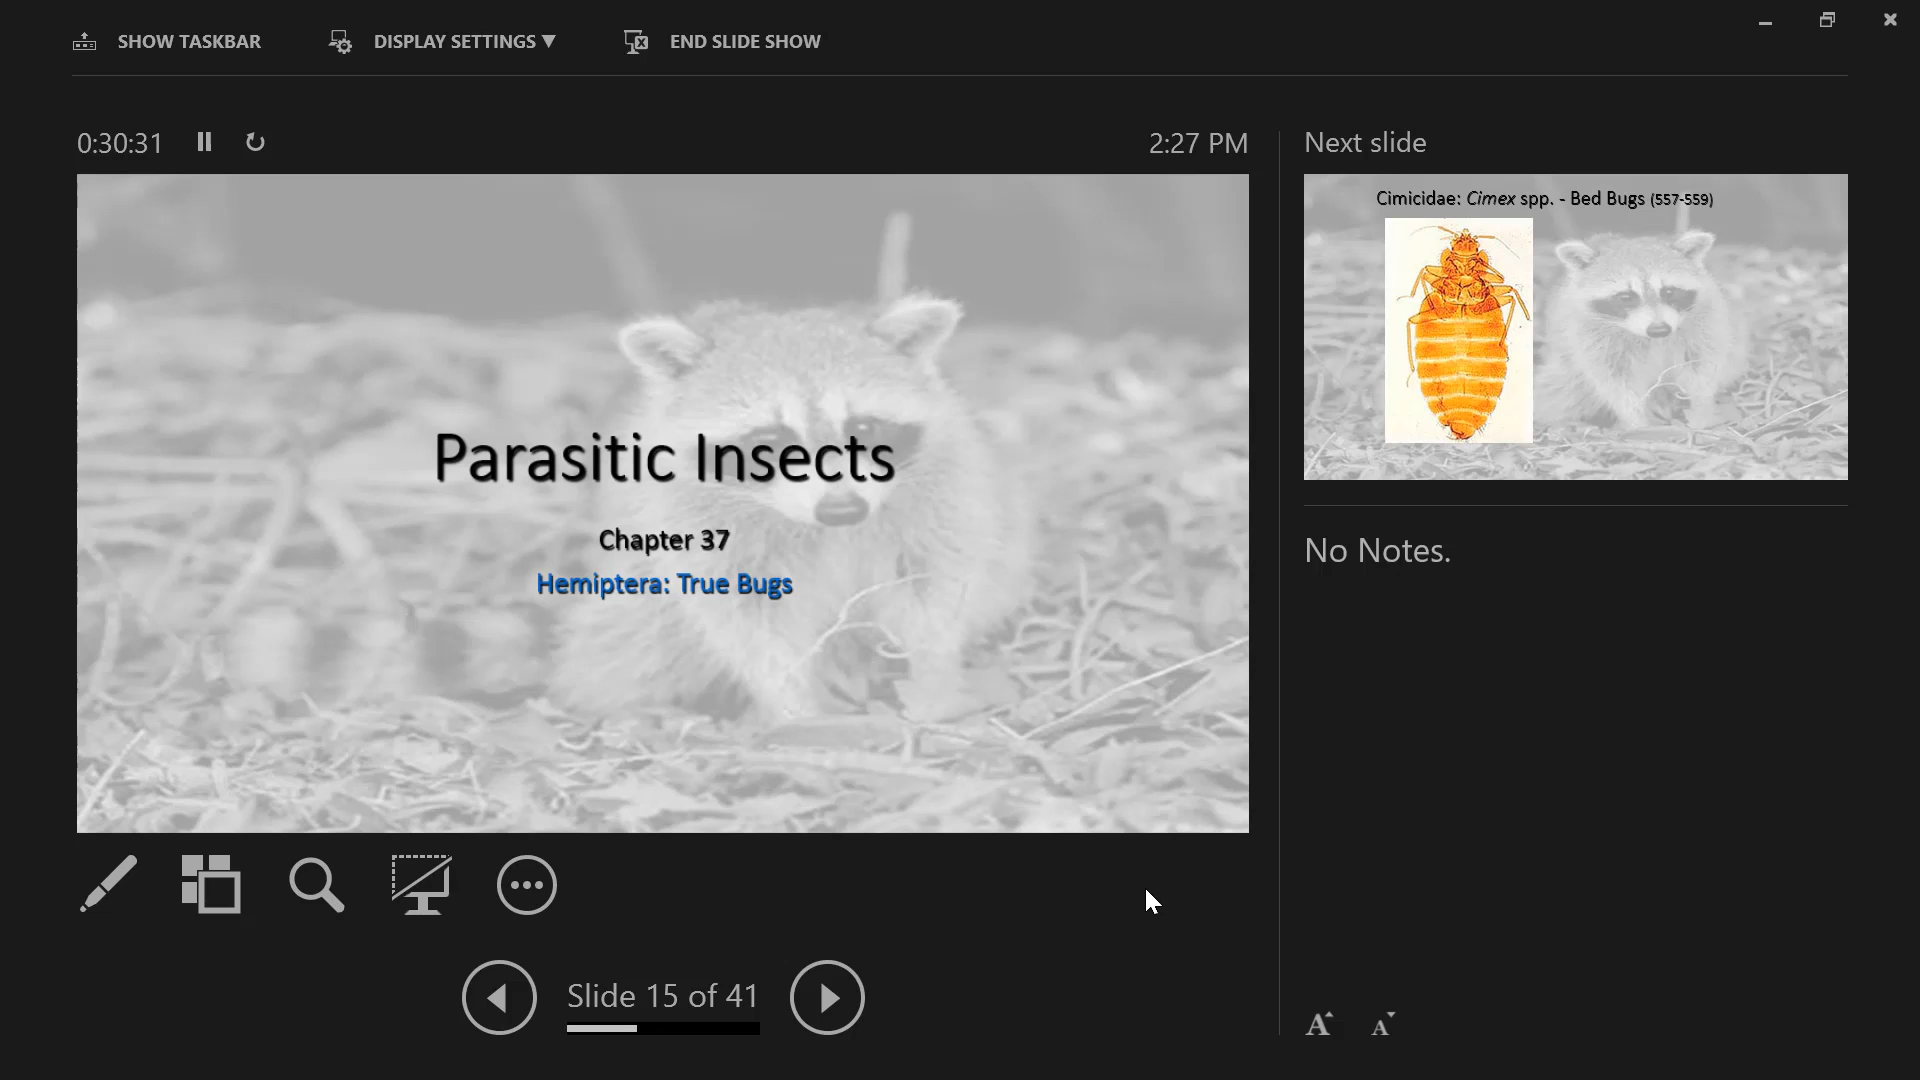 SHOW TASKBAR
DISPLAY SETTINGS ▼
END SLIDE SHOW
0:30:31
2:27 PM
Next slide
Parasitic Insects
Chapter 37
Hemiptera: True Bugs
Cimicidae: Cimex spp. - Bed Bugs (557-559)
No Notes.
Slide 15 of 41
A
A